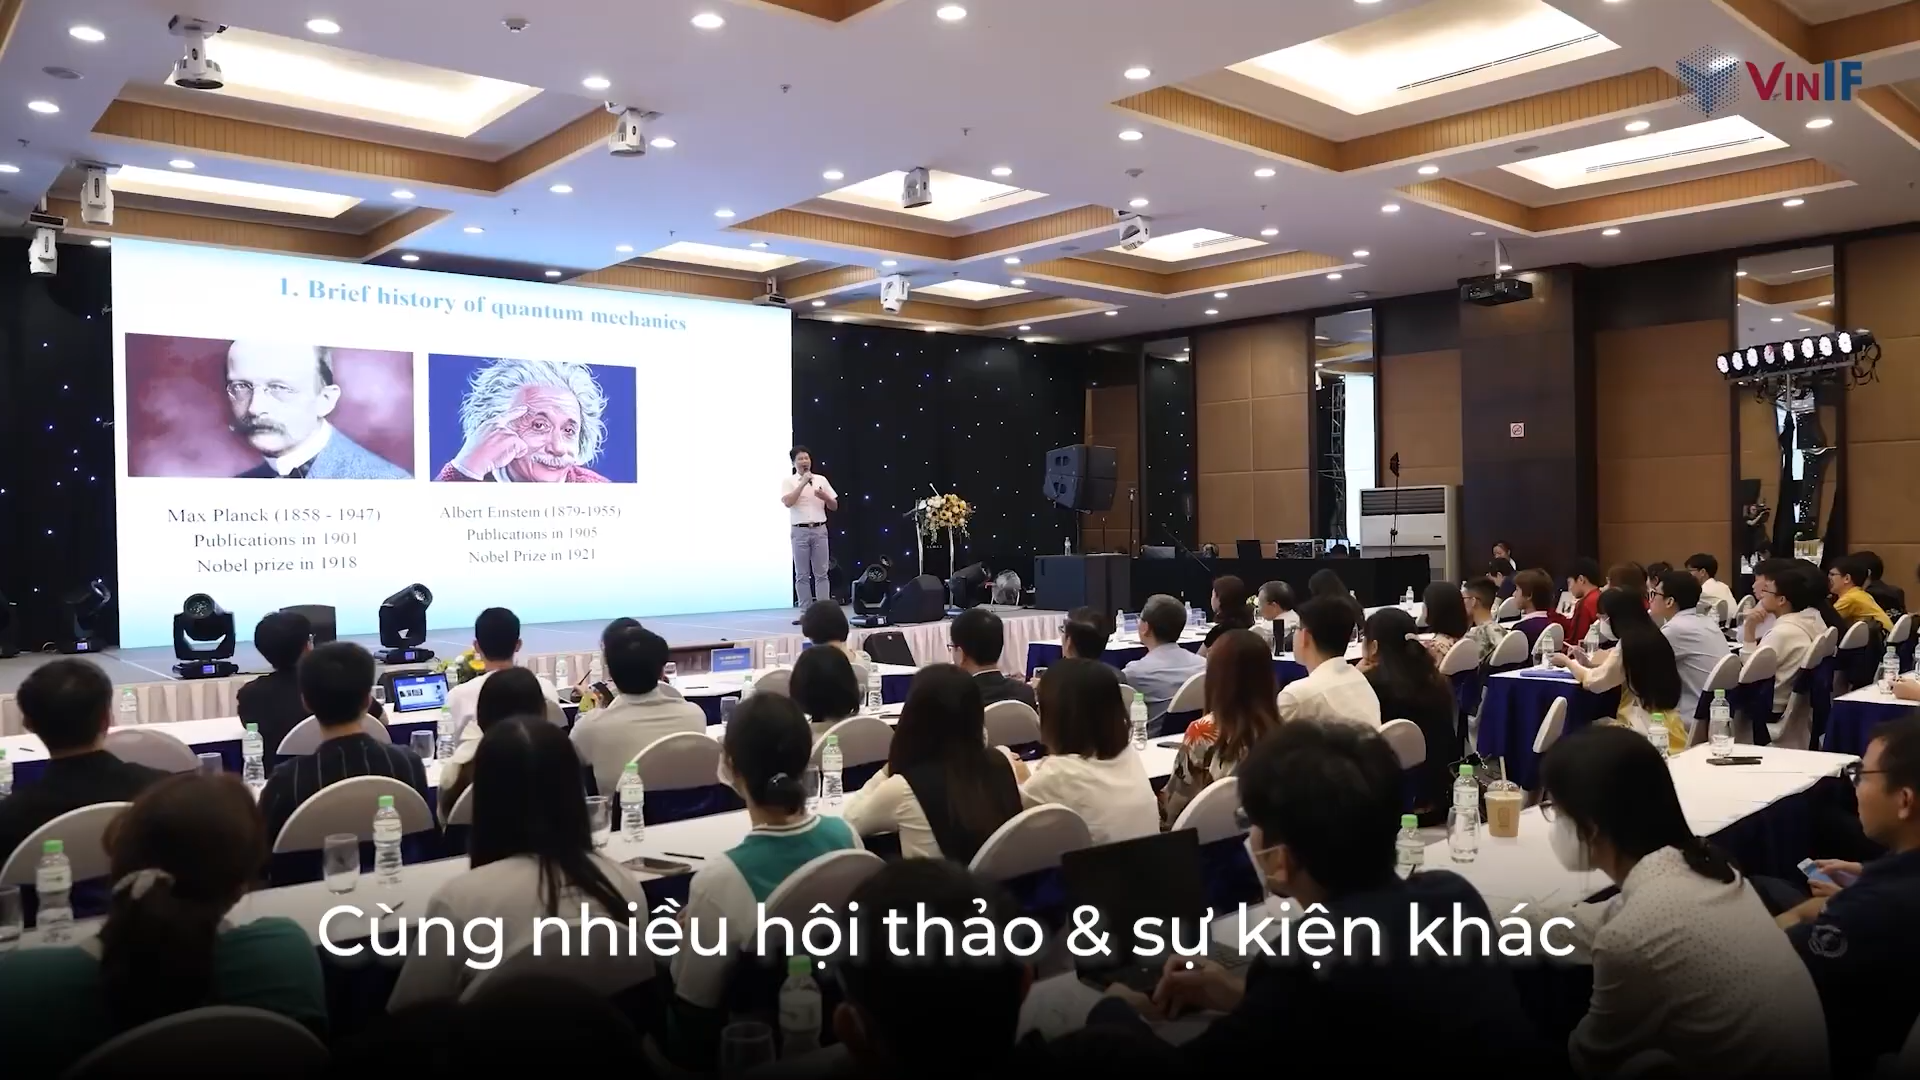 VINIF
1. Brief history of quantum mechanics
Max Planck (1858 - 1947)
Publications in 1901
Nobel prize in 1918
Albert Einstein (1879-1955)
Publications in 1905
Nobel Prize in 1921
Cùng nhiều hội thảo & sự kiện khác